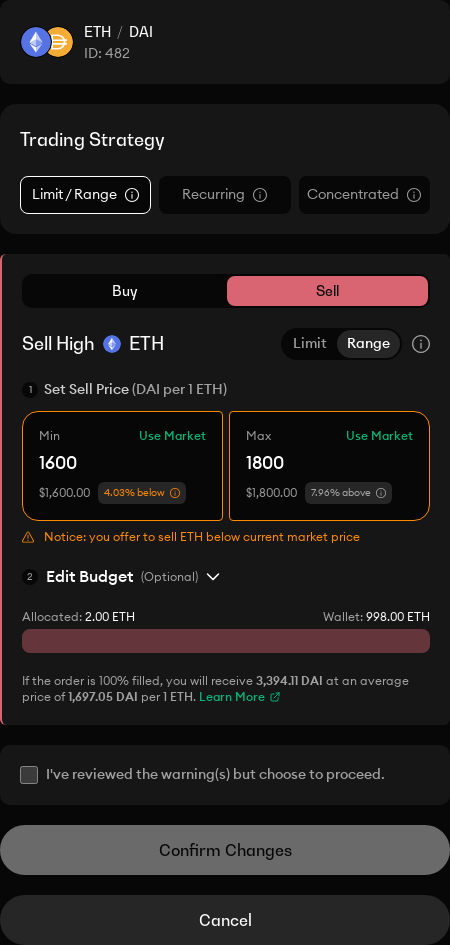 ETH / DAI
ID: 482
Trading Strategy
Limit / Range Recurring Concentrated
Buy Sell
Sell High ETH Limit Range
1 Set Sell Price (DAI per 1 ETH)
Min Use Market Max Use Market
1600 1800
$1,600.00 4.03% below $1,800.00 7.96% above
Notice: you offer to sell ETH below current market price
2 Edit Budget (Optional)
Allocated: 2.00 ETH Wallet: 998.00 ETH
If the order is 100% filled, you will receive 3,394.11 DAI at an average
price of 1,697.05 DAI per 1 ETH. Learn More
I've reviewed the warning(s) but choose to proceed.
Confirm Changes
Cancel